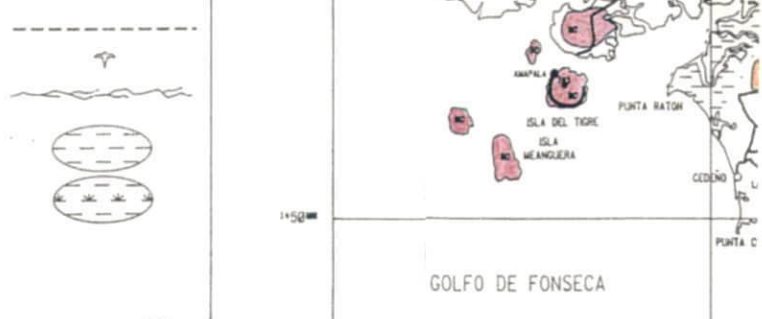 AMAPALA
PUNTA RATON
ISLA DEL TIGRE
ISLA
MEANGUERA
CEDEÑO
PUNTA C
GOLFO DE FONSECA